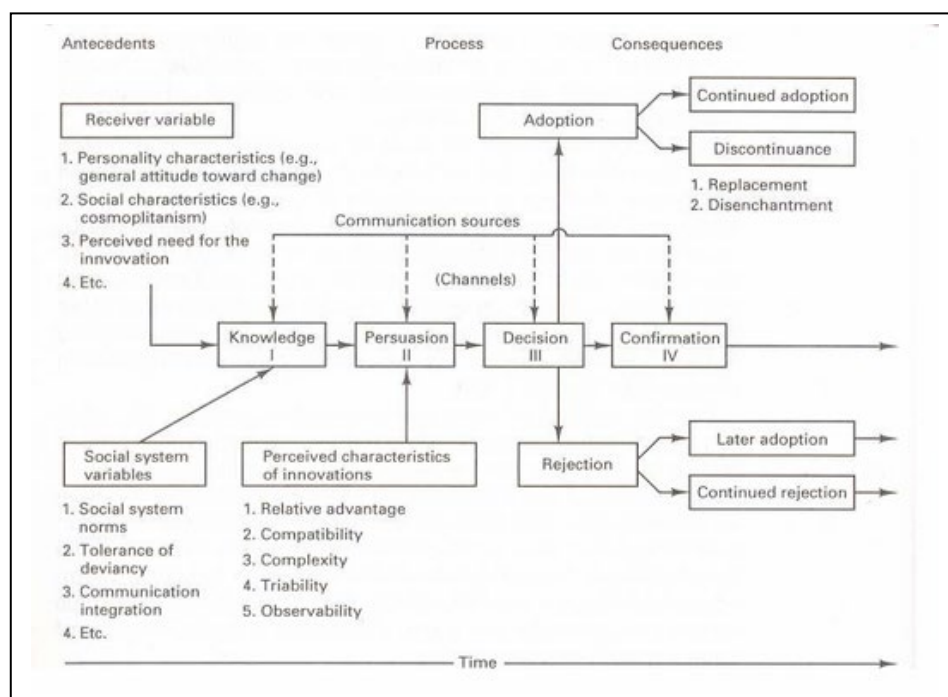 Antecedents
Process
Consequences
Receiver variable
1. Personality characteristics (e.g.,
general attitude toward change)
2. Social characteristics (e.g.,
cosmoplitanism)
3. Perceived need for the
innvovation
4. Etc.
Adoption
Continued adoption
Discontinuance
1. Replacement
2. Disenchantment
Communication sources
(Channels)
Knowledge
I
Persuasion
II
Decision
III
Confirmation
IV
Social system
variables
1. Social system
norms
2. Tolerance of
deviancy
3. Communication
integration
4. Etc.
Perceived characteristics
of innovations
1. Relative advantage
2. Compatibility
3. Complexity
4. Triability
5. Observability
Rejection
Later adoption
Continued rejection
Time